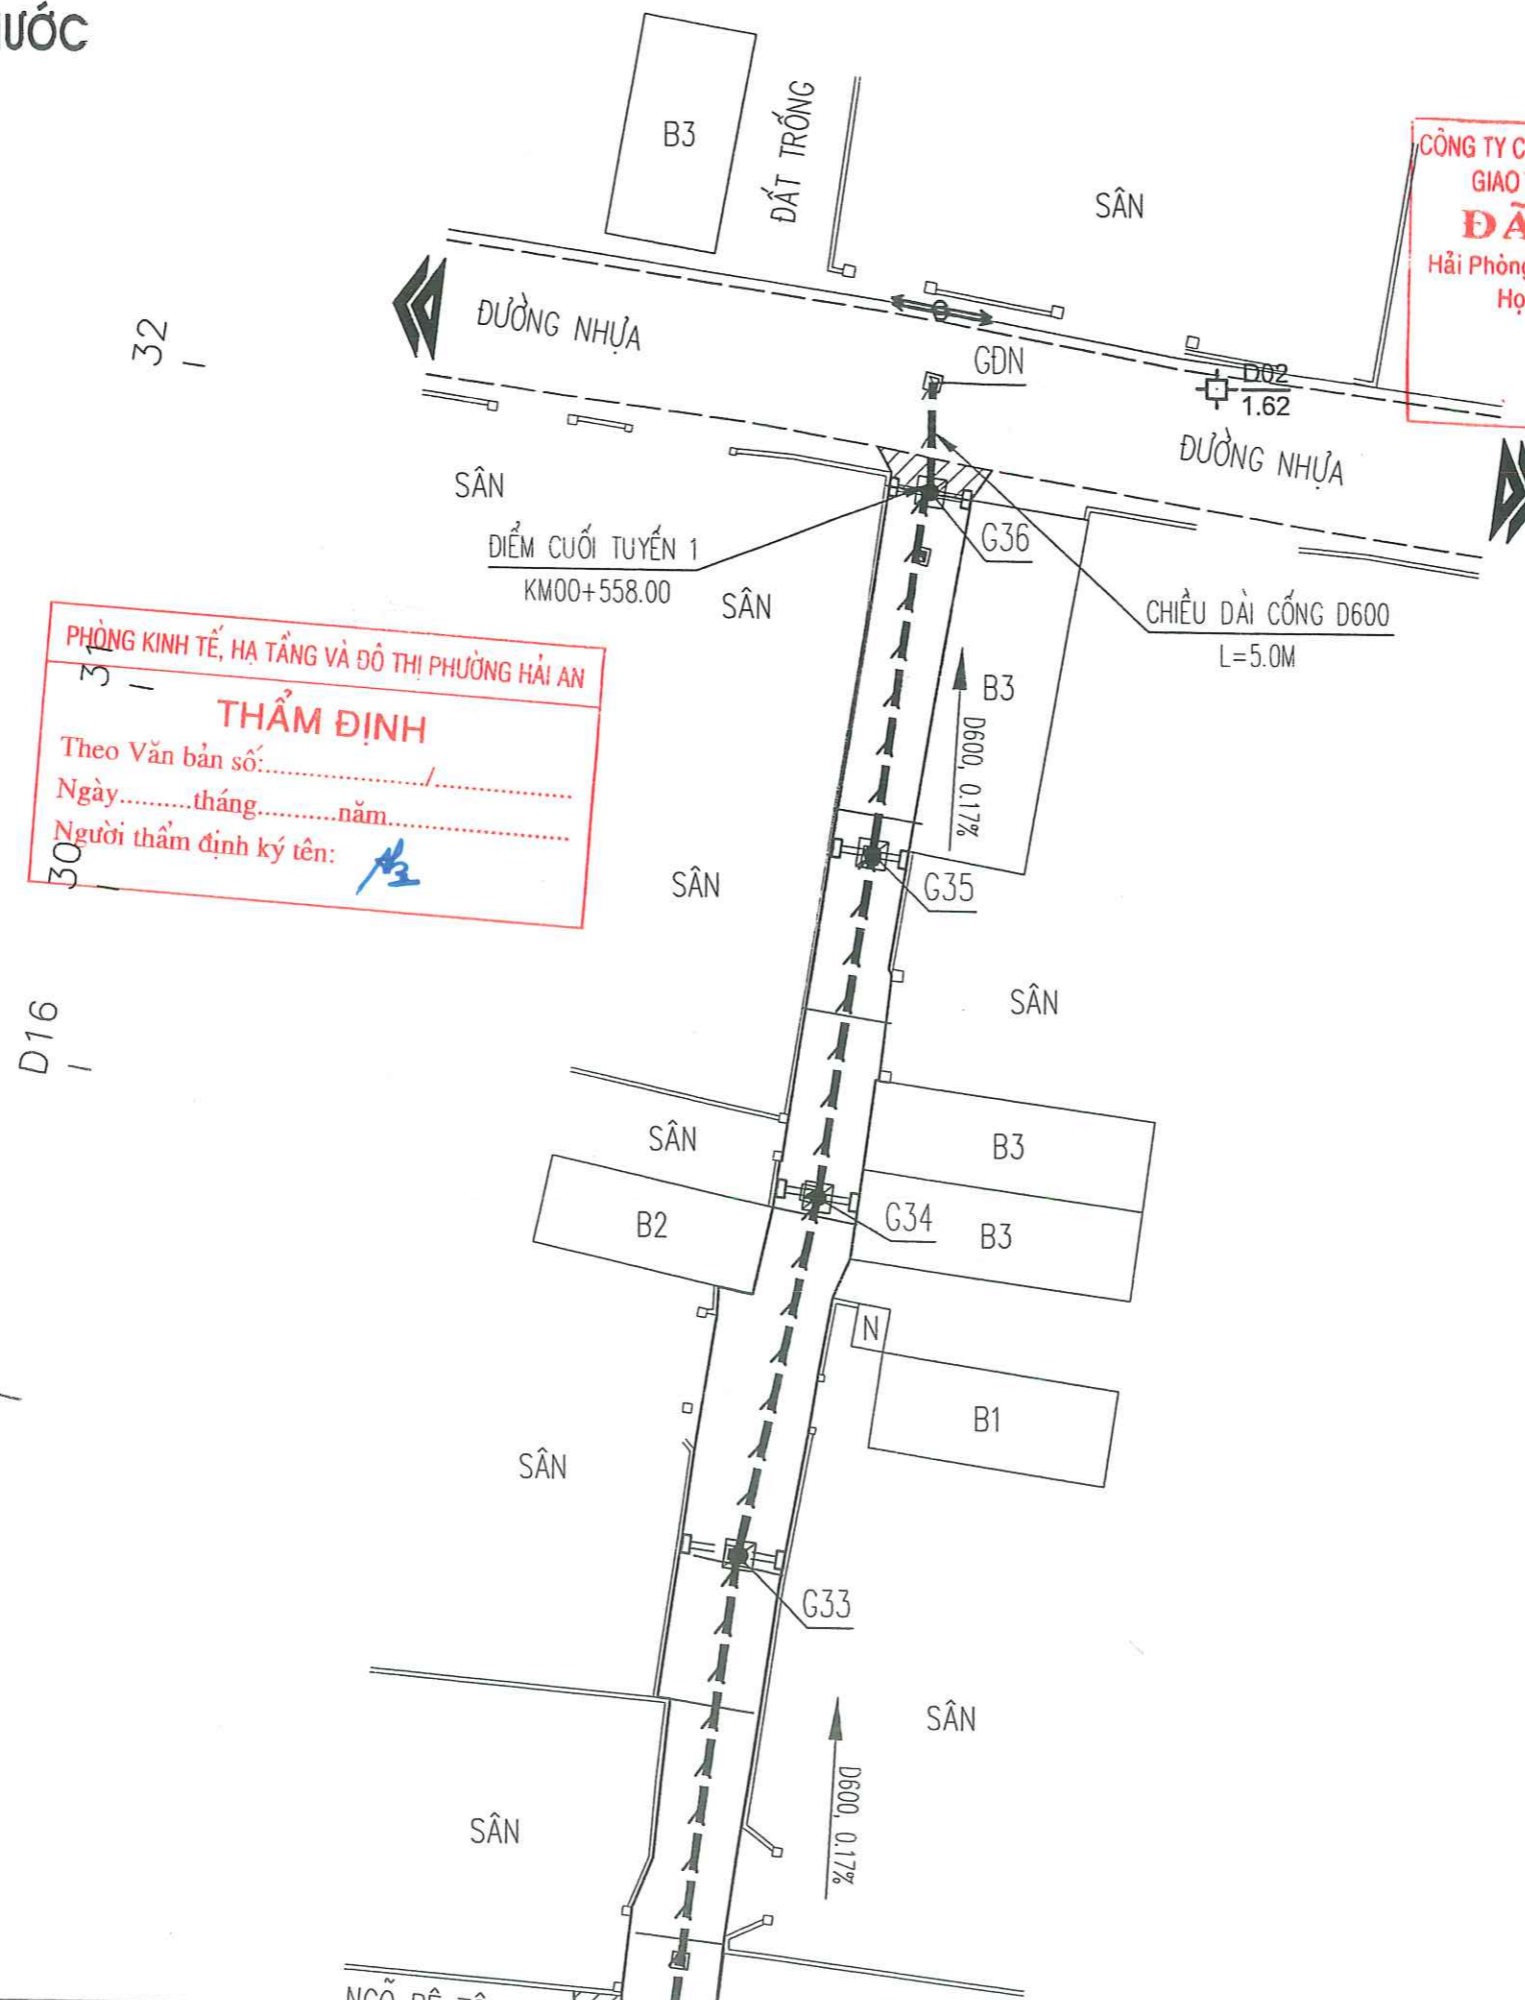 B3
ĐẤT TRỐNG
SÂN
CÔNG TY C
GIAO
Hải Phòng
ĐƯỜNG NHỰA
32
GĐN
D02
1.62
ĐƯỜNG NHỰA
SÂN
ĐIỂM CUỐI TUYẾN 1
KM00+558.00
G36
SÂN
CHIỀU DÀI CỐNG D600
L=5.0M
PHÒNG KINH TẾ, HẠ TẦNG VÀ ĐÔ THỊ PHƯỜNG HẢI AN
31
THẨM ĐỊNH
Theo Văn bản số:...................../..................
Ngày..........tháng...........năm........................
Người thẩm định ký tên:
30
B3
D600, 0.17%
G35
SÂN
SÂN
D16
SÂN
B3
B2
G34
B3
N
B1
SÂN
G33
SÂN
D600, 0.17%
SÂN